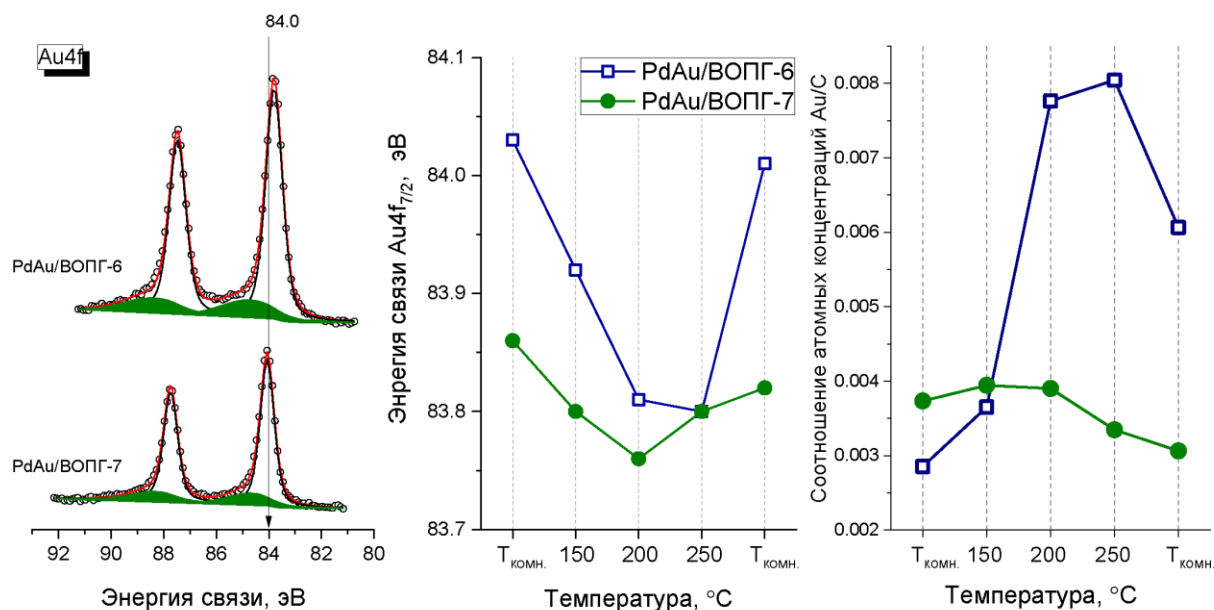 84.0
Au4f
PdAu/ВОПГ-6
PdAu/ВОПГ-7
92 90 88 86 84 82 80
Энергия связи, эВ
Энрегия связи Au4f7/2, эВ
84.1
84.0
83.9
83.8
83.7
PdAu/ВОПГ-6
PdAu/ВОПГ-7
Tкомн. 150 200 250 Tкомн.
Температура, °C
Соотношение атомных концентраций Au/C
0.008
0.007
0.006
0.005
0.004
0.003
0.002
Tкомн. 150 200 250 Tкомн.
Температура, °C